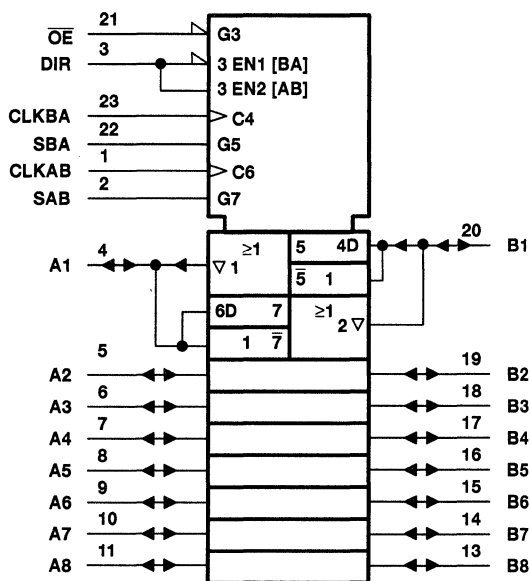 21
O̅E̅ G3
3
DIR 3 EN1 [BA]
3 EN2 [AB]
23
CLKBA C4
22
SBA G5
1
CLKAB C6
2
SAB G7
4 ≥1 5 4D 20
A1 ▽ 1 5̅ 1 B1
6D 7 ≥1
1 7̅ 2 ▽
5 19
A2 B2
6 18
A3 B3
7 17
A4 B4
8 16
A5 B5
9 15
A6 B6
10 14
A7 B7
11 13
A8 B8